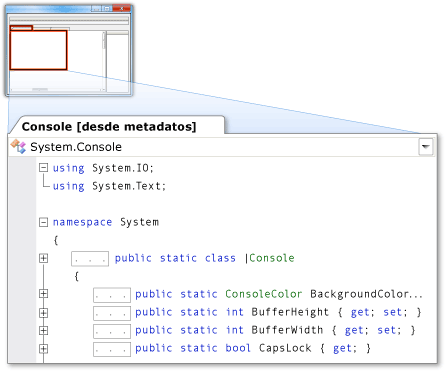 Console [desde metadatos]
System.Console
using System.IO;
using System.Text;
namespace System
{
. . . public static class |Console
{
. . . public static ConsoleColor BackgroundColor...
. . . public static int BufferHeight { get; set; }
. . . public static int BufferWidth { get; set; }
. . . public static bool CapsLock { get; }